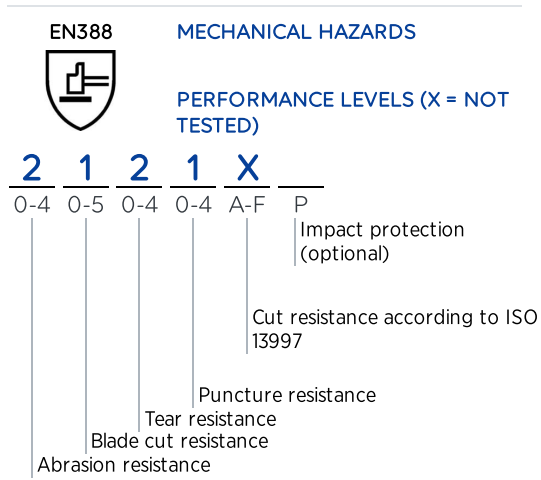 EN388
MECHANICAL HAZARDS
PERFORMANCE LEVELS (X = NOT
TESTED)
2 1 2 1 X
0-4 0-5 0-4 0-4 A-F P
Impact protection
(optional)
Cut resistance according to ISO
13997
Puncture resistance
Tear resistance
Blade cut resistance
Abrasion resistance